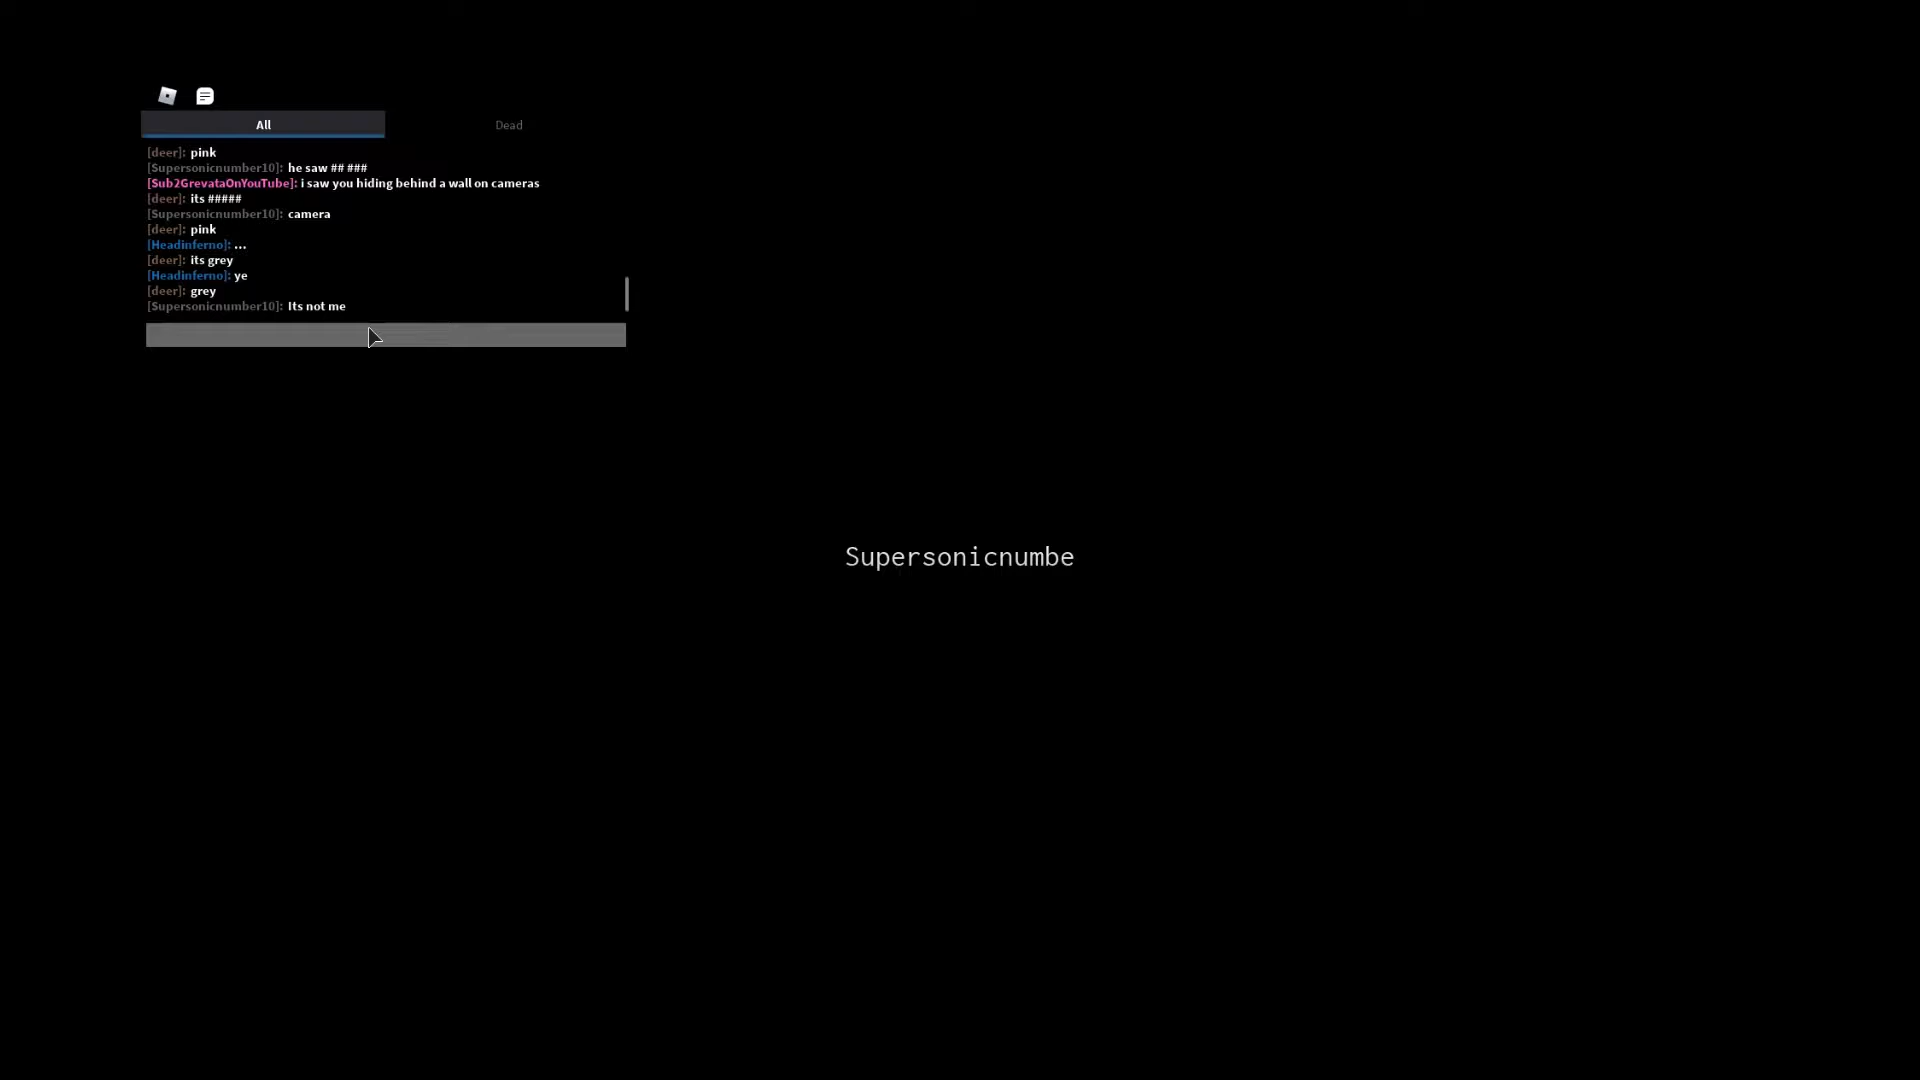 All
Dead
[deer]: pink
[Supersonicnumber10]: he saw ## ###
[Sub2GrevataOnYouTube]: i saw you hiding behind a wall on cameras
[deer]: its #####
[Supersonicnumber10]: camera
[deer]: pink
[Headinferno]: ...
[deer]: its grey
[Headinferno]: ye
[deer]: grey
[Supersonicnumber10]: Its not me
Supersonicnumbe